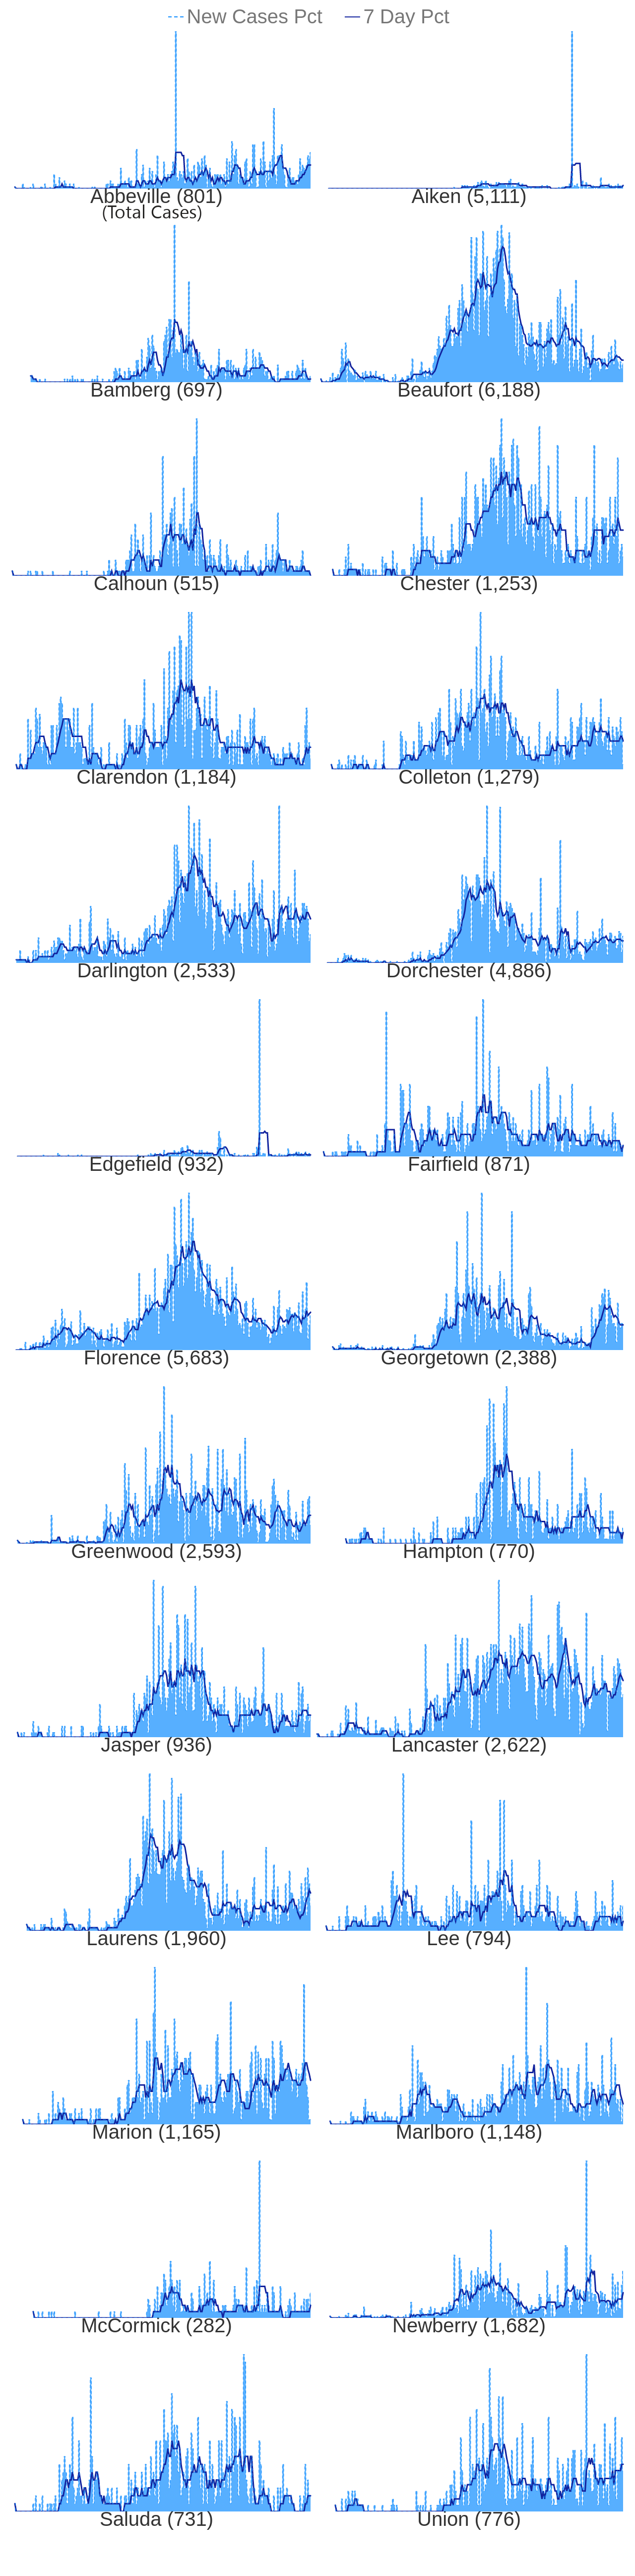 New Cases Pct 7 Day Pct
Abbeville (801) Aiken (5,111)
(Total Cases)
Bamberg (697) Beaufort (6,188)
Calhoun (515) Chester (1,253)
Clarendon (1,184) Colleton (1,279)
Darlington (2,533) Dorchester (4,886)
Edgefield (932) Fairfield (871)
Florence (5,683) Georgetown (2,388)
Greenwood (2,593) Hampton (770)
Jasper (936) Lancaster (2,622)
Laurens (1,960) Lee (794)
Marion (1,165) Marlboro (1,148)
McCormick (282) Newberry (1,682)
Saluda (731) Union (776)